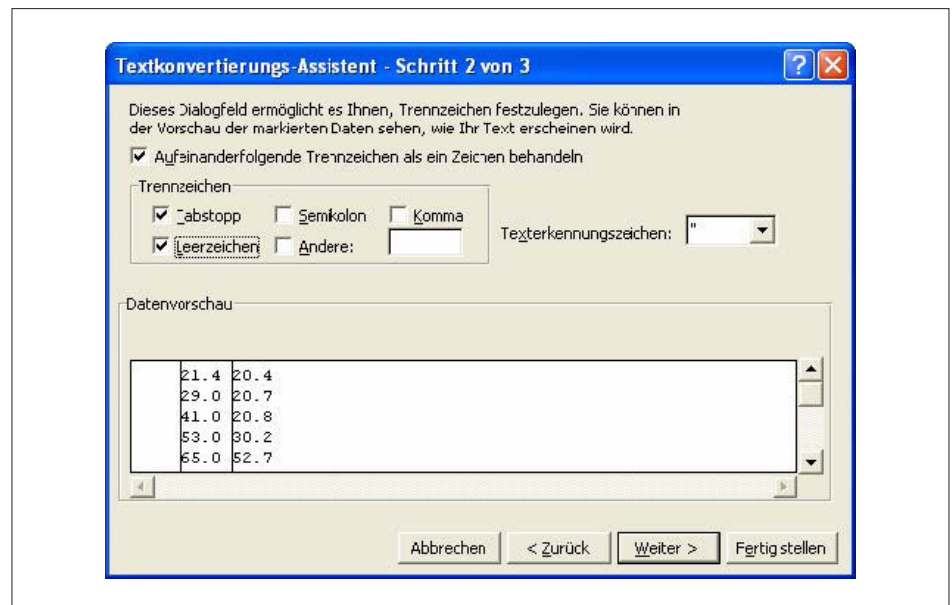 Textkonvertierungs-Assistent - Schritt 2 von 3
Dieses Dialogfeld ermöglicht es Ihnen, Trennzeichen festzulegen. Sie können in
der Vorschau der markierten Daten sehen, wie Ihr Text erscheinen wird.
Aufeinanderfolgende Trennzeichen als ein Zeichen behandeln
Trennzeichen
Tabstopp Semikolon Komma
Leerzeichen Andere:
Texterkennungszeichen: "
Datenvorschau
21.4 20.4
29.0 20.7
41.0 20.8
53.0 30.2
65.0 52.7
Abbrechen < Zurück Weiter > Fertig stellen